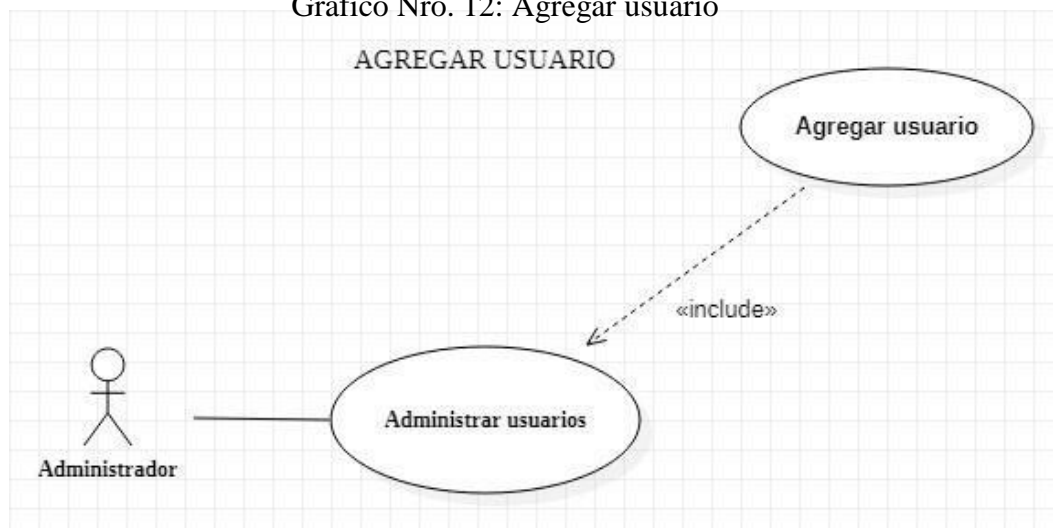 Gráfico Nro. 12: Agregar usuario
AGREGAR USUARIO
Agregar usuario
«include»
Administrar usuarios
Administrador